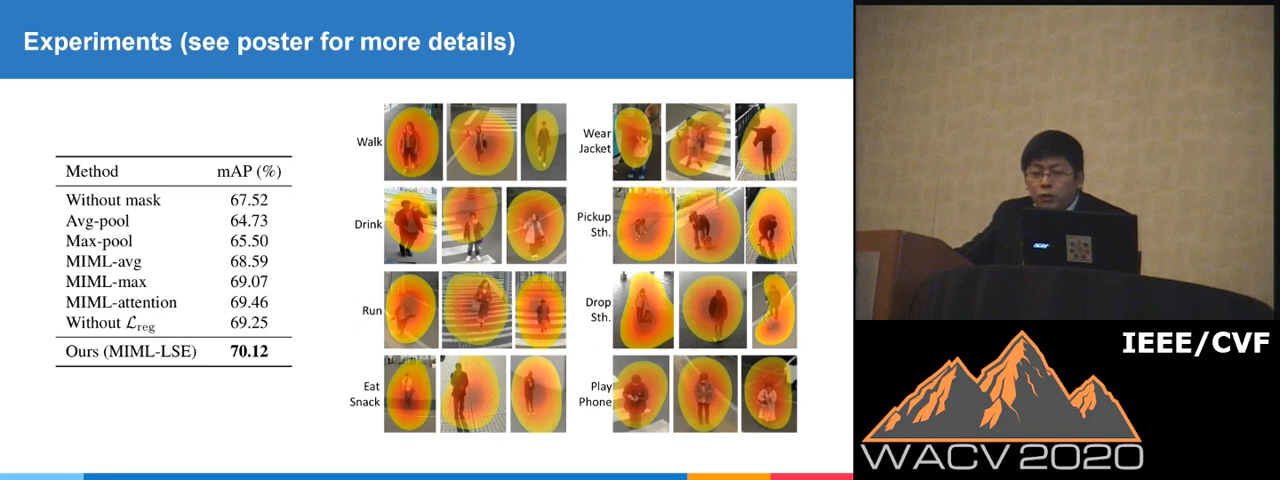 Experiments (see poster for more details)
Method mAP (%)
Without mask 67.52
Avg-pool 64.73
Max-pool 65.50
MIML-avg 68.59
MIML-max 69.07
MIML-attention 69.46
Without ℒreg 69.25
Ours (MIML-LSE) 70.12
Walk
Drink
Run
Eat
Snack
Wear
Jacket
Pickup
Sth.
Drop
Sth.
Play
Phone
acer
IEEE/CVF
WACV 2020